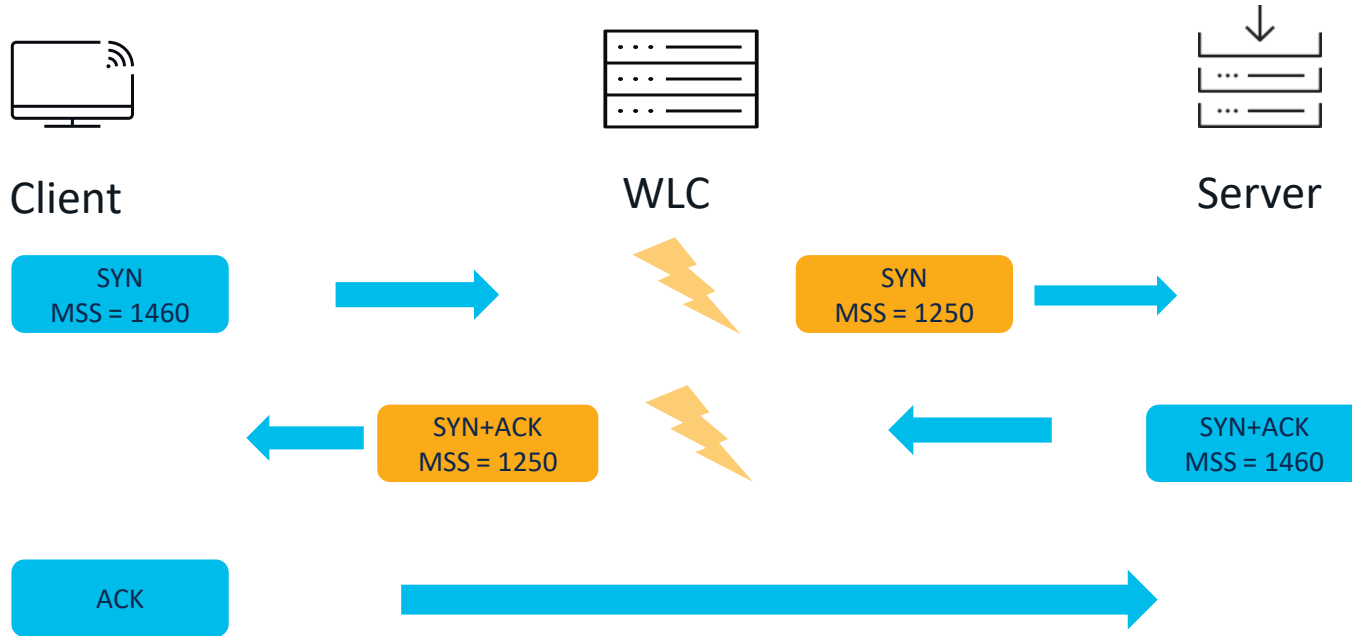 Client
WLC
Server
SYN
MSS = 1460
SYN
MSS = 1250
SYN+ACK
MSS = 1250
SYN+ACK
MSS = 1460
ACK